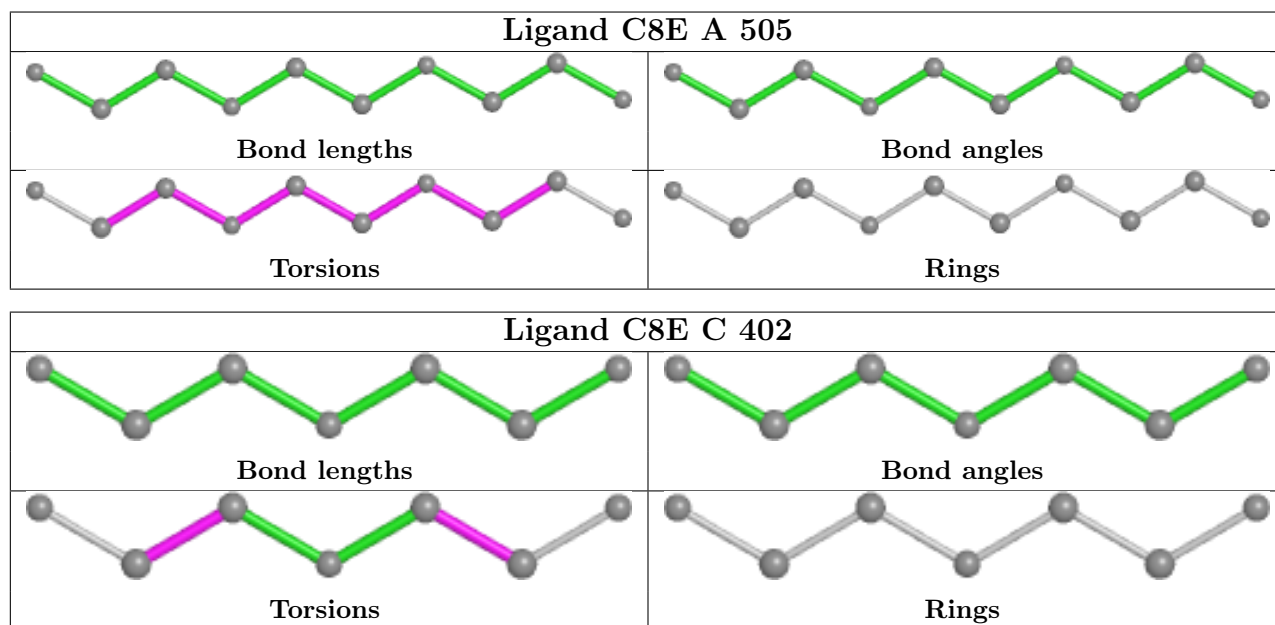 Ligand C8E A 505
Bond lengths Bond angles
Torsions Rings
Ligand C8E C 402
Bond lengths Bond angles
Torsions Rings